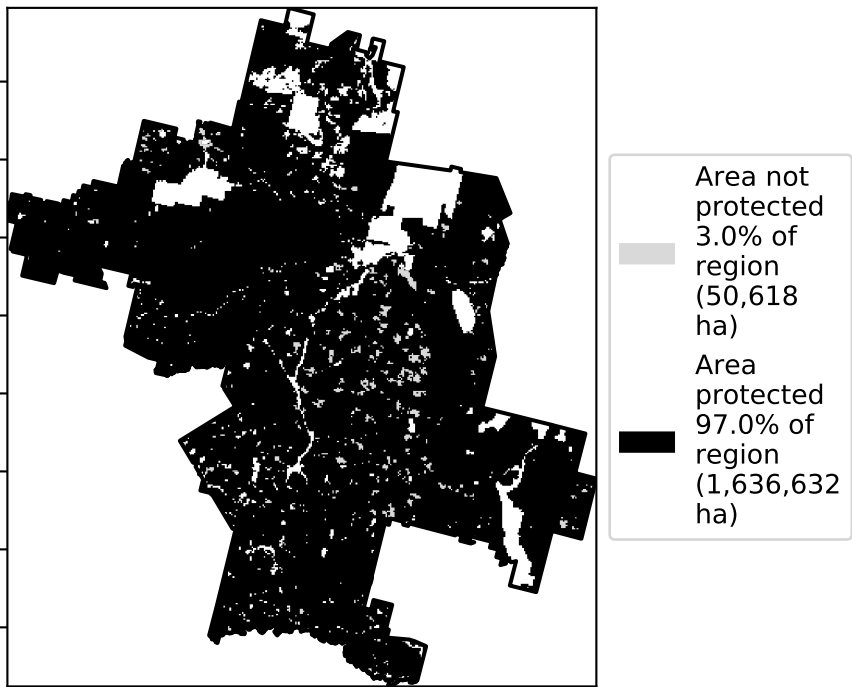 Area not
protected
3.0% of
region
(50,618
ha)
Area
protected
97.0% of
region
(1,636,632
ha)